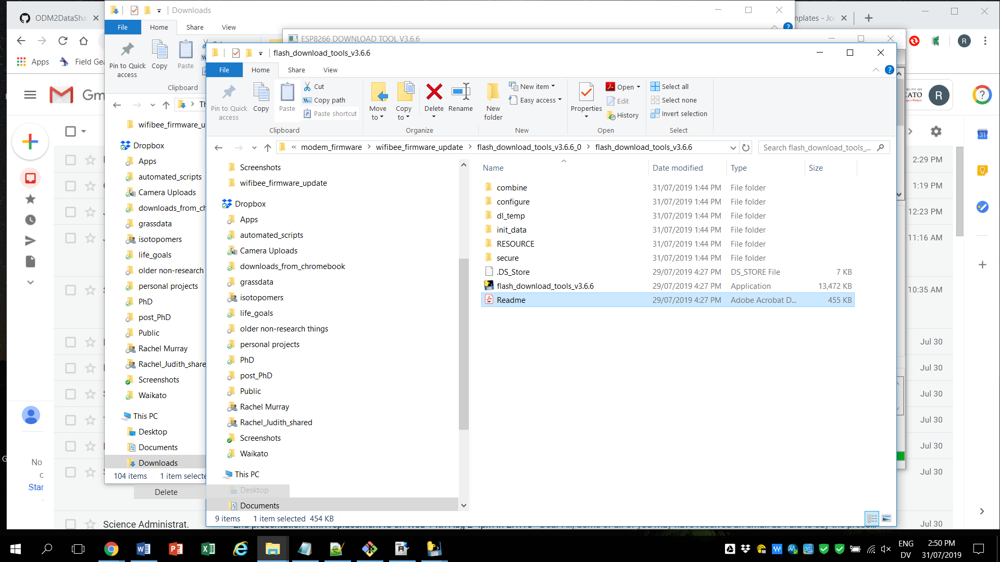 ODM2DataSha
Downloads
mplates - Jo
File
Home
Share
View
ESP8266 DOWNLOAD TOOL V3.6.6
flash_download_tools_v3.6.6
Apps
Field Gea
Pin to Quick access
Copy
Paste
Clipboard
File
Home
Share
View
Pin to Quick access
Copy
Paste
Cut
Copy path
Paste shortcut
Clipboard
Move to
Copy to
Delete
Rename
Organize
New folder
New item
Easy access
New
Properties
Open
Edit
History
Open
Select all
Select none
Invert selection
Select
R
R
Gm
Th
« modem_firmware > wifibee_firmware_update > flash_download_tools_v3.6.6_0 > flash_download_tools_v3.6.6
Search flash_download_tools_...
wifibee_firmware_u
Dropbox
Apps
automated_scripts
Camera Uploads
downloads_from_ch
grassdata
isotopomers
life_goals
older non-research
personal projects
PhD
post_PhD
Public
Rachel Murray
Rachel_Judith_share
Screenshots
Waikato
This PC
Desktop
Documents
Downloads
104 items 1 item selecte
Delete
Screenshots
wifibee_firmware_update
Dropbox
Apps
automated_scripts
Camera Uploads
downloads_from_chromebook
grassdata
isotopomers
life_goals
older non-research things
personal projects
PhD
post_PhD
Public
Rachel Murray
Rachel_Judith_shared
Screenshots
Waikato
This PC
Desktop
Documents
9 items 1 item selected 454 KB
Name Date modified Type Size
combine 31/07/2019 1:44 PM File folder
configure 31/07/2019 1:44 PM File folder
dl_temp 31/07/2019 1:44 PM File folder
init_data 31/07/2019 1:44 PM File folder
RESOURCE 31/07/2019 1:44 PM File folder
secure 31/07/2019 1:44 PM File folder
.DS_Store 29/07/2019 4:27 PM DS_STORE File 7 KB
flash_download_tools_v3.6.6 29/07/2019 4:27 PM Application 13,472 KB
Readme 29/07/2019 4:27 PM Adobe Acrobat D... 455 KB
2:29 PM
1:19 PM
12:23 PM
11:16 AM
10:35 AM
Jul 30
Jul 30
Jul 30
Jul 30
Jul 30
Jul 30
Jul 30
31
No
Star
Science Administrat.
ENG
DV
2:50 PM
31/07/2019